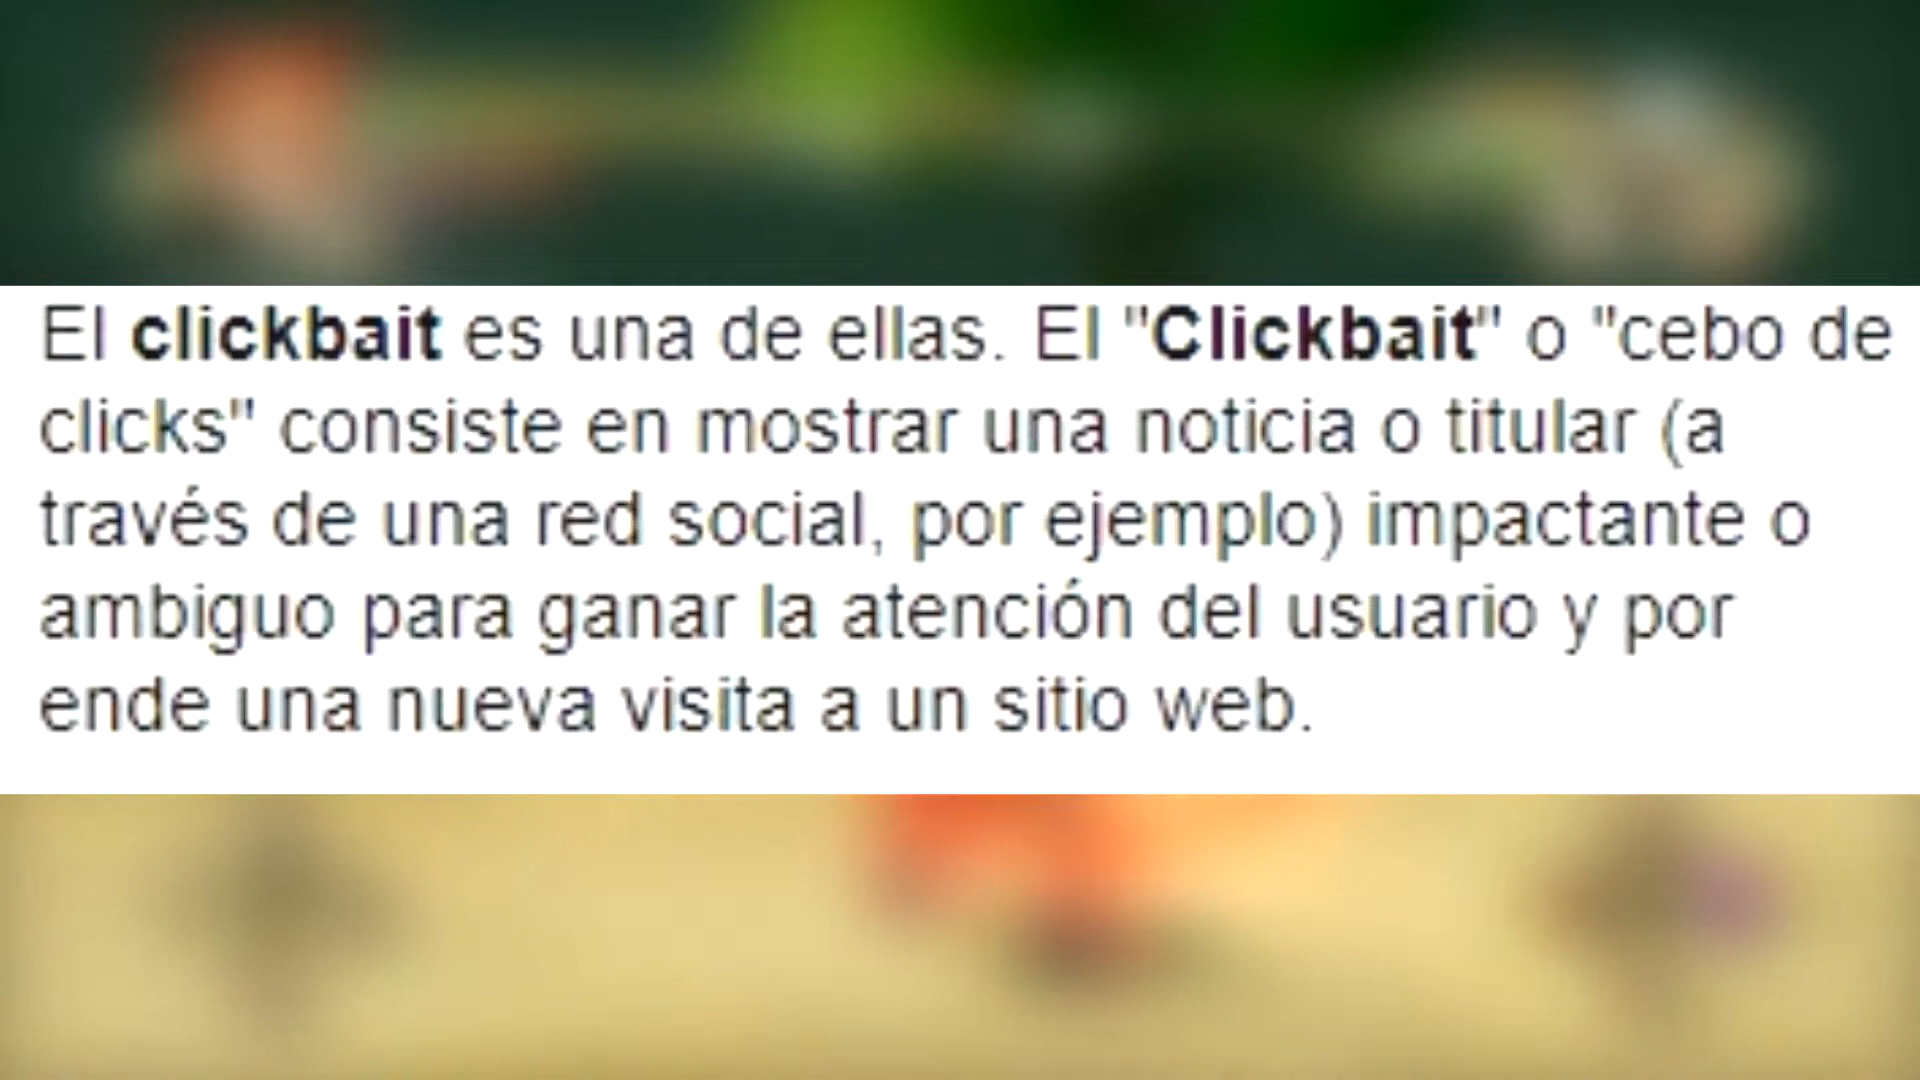 El clickbait es una de ellas. El "Clickbait" o "cebo de
clicks" consiste en mostrar una noticia o titular (a
través de una red social, por ejemplo) impactante o
ambiguo para ganar la atención del usuario y por
ende una nueva visita a un sitio web.